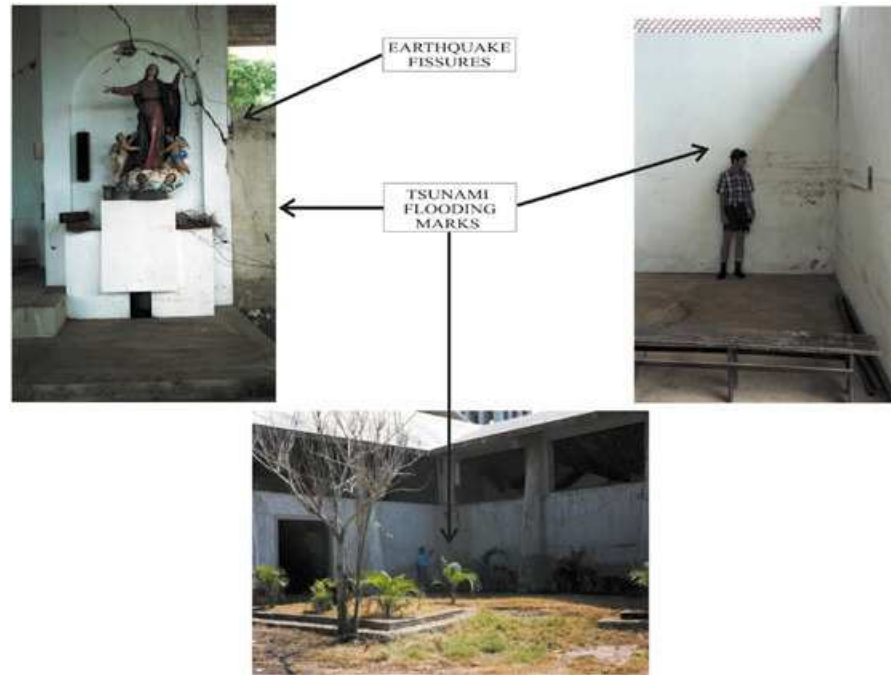 EARTHQUAKE
FISSURES
TSUNAMI
FLOODING
MARKS